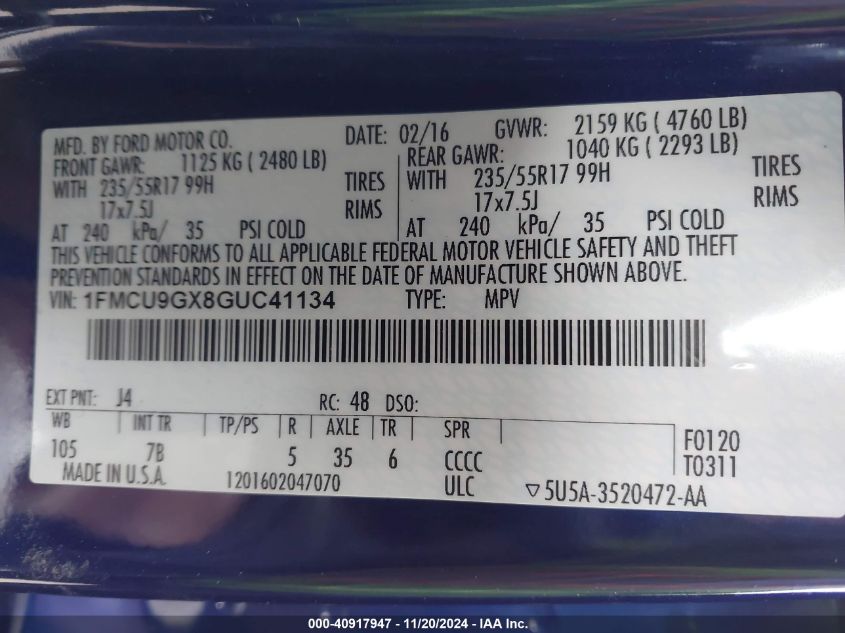 MFD. BY FORD MOTOR CO. DATE: 02/16 GVWR: 2159 KG ( 4760 LB)
FRONT GAWR: 1125 KG ( 2480 LB) REAR GAWR: 1040 KG ( 2293 LB)
WITH 235/55R17 99H TIRES WITH 235/55R17 99H TIRES
17x7.5J RIMS 17x7.5J RIMS
AT 240 kPa/ 35 PSI COLD AT 240 kPa/ 35 PSI COLD
THIS VEHICLE CONFORMS TO ALL APPLICABLE FEDERAL MOTOR VEHICLE SAFETY AND THEFT
PREVENTION STANDARDS IN EFFECT ON THE DATE OF MANUFACTURE SHOWN ABOVE.
VIN: 1FMCU9GX8GUC41134 TYPE: MPV
EXT PNT: J4 RC: 48 DSO:
WB INT TR TP/PS R AXLE TR SPR F0120
105 7B 5 35 6 CCCC T0311
MADE IN U.S.A. 1201602047070 ULC ▽5U5A-3520472-AA
000-40917947 - 11/20/2024 - IAA Inc.